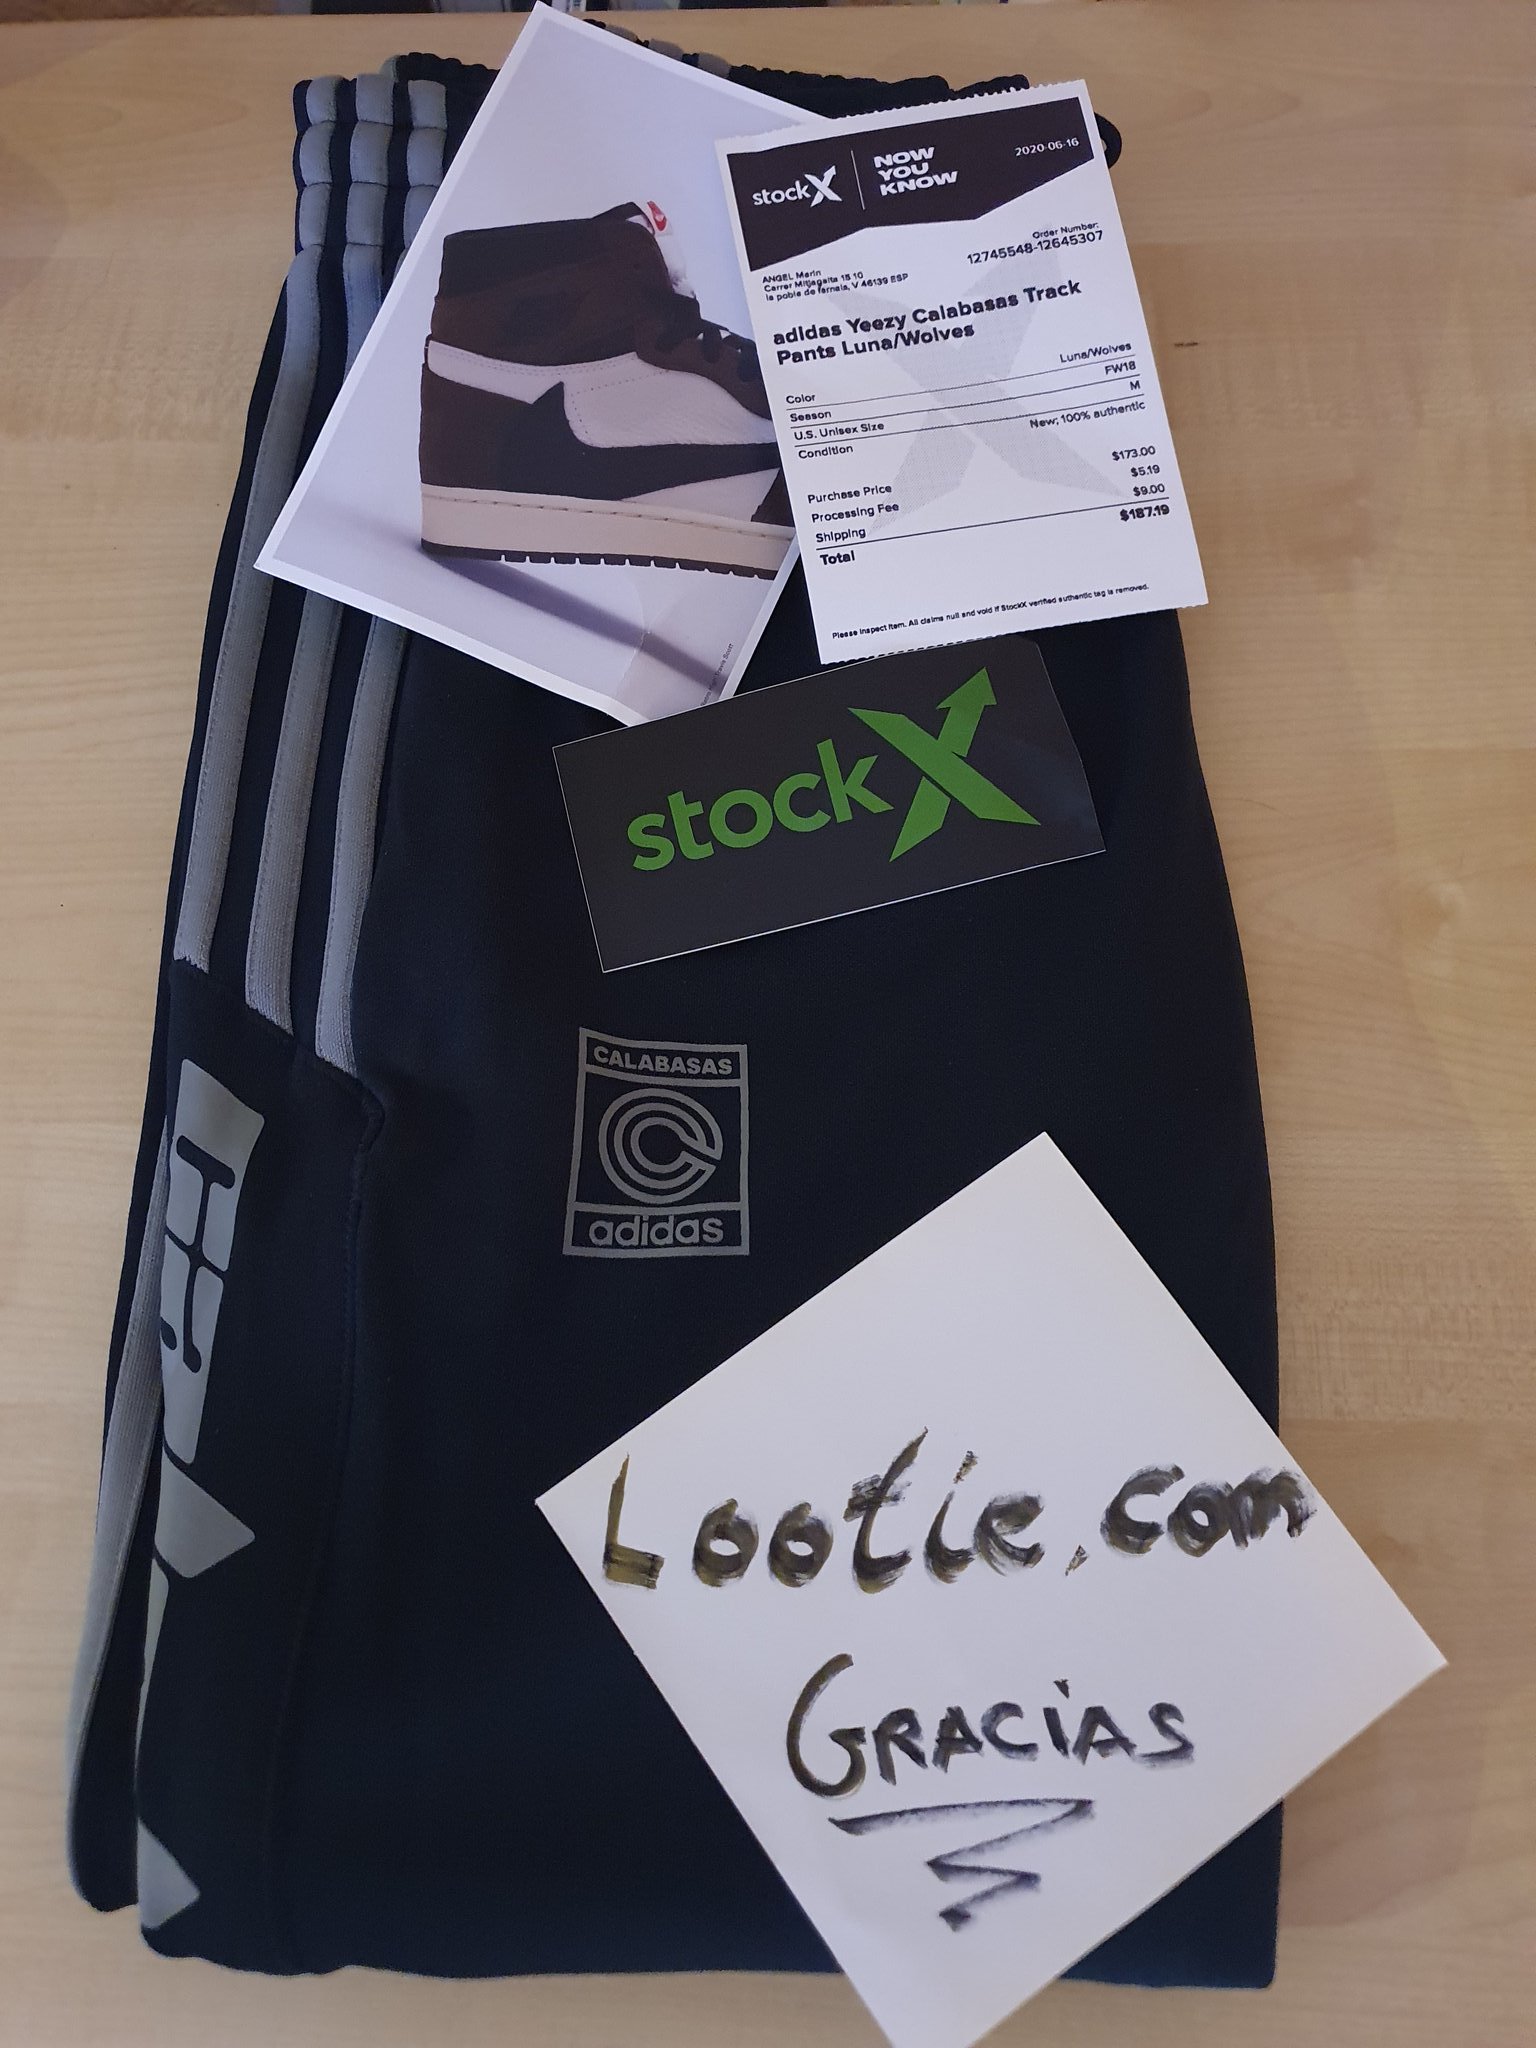 stockX
NOW
YOU
KNOW
2020-06-16
Order Number:
12745548-12645307
ANGEL Marin
Carrer Mitjagalta 15 10
la pobla de farnals, V 46139 ESP
adidas Yeezy Calabasas Track
Pants Luna/Wolves
Color Luna/Wolves
Season FW18
U.S. Unisex Size M
Condition New; 100% authentic
Purchase Price $173.00
Processing Fee $5.19
Shipping $9.00
Total $187.19
Please inspect item. All claims null and void if StockX verified authentic tag is removed.
Travis Scott
stockX
CALABASAS
adidas
Lootie.com
GRACIAS